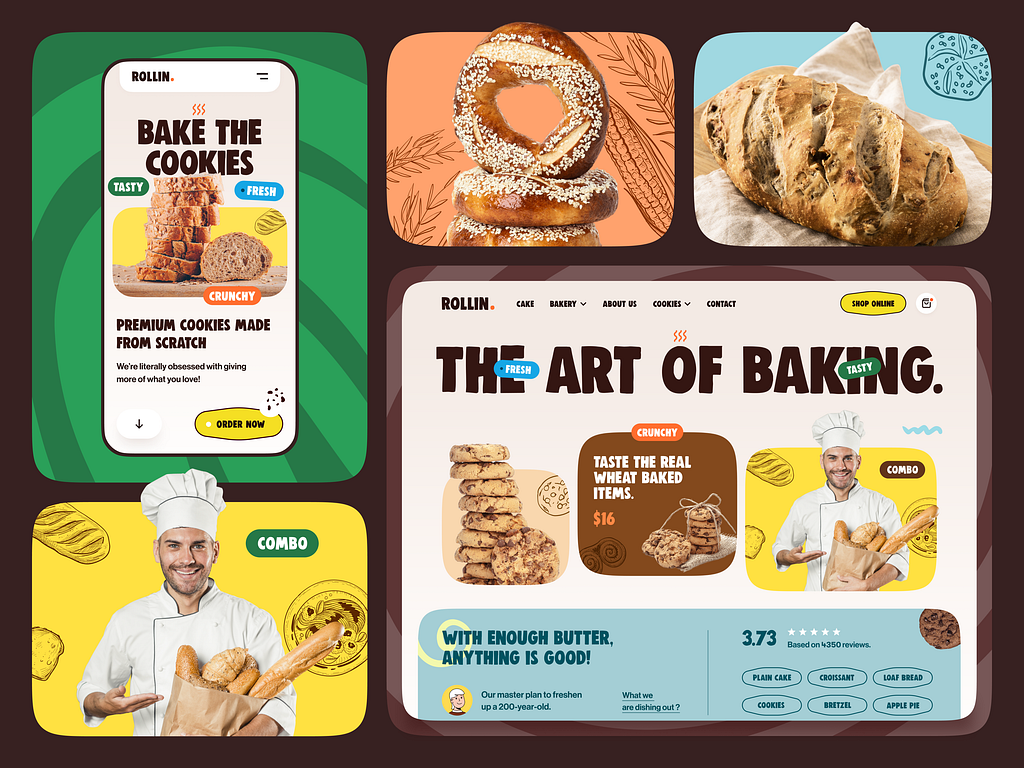 ROLLIN.
BAKE THE
COOKIES
TASTY
FRESH
CRUNCHY
PREMIUM COOKIES MADE
FROM SCRATCH
We're literally obsessed with giving
more of what you love!
ORDER NOW
COMBO
ROLLIN.
CAKE
BAKERY
ABOUT US
COOKIES
CONTACT
SHOP ONLINE
THE ART OF BAKING.
FRESH
TASTY
CRUNCHY
TASTE THE REAL
WHEAT BAKED
ITEMS.
$16
COMBO
WITH ENOUGH BUTTER,
ANYTHING IS GOOD!
Our master plan to freshen
up a 200-year-old.
What we
are dishing out ?
3.73
Based on 4350 reviews.
PLAIN CAKE
CROISSANT
LOAF BREAD
COOKIES
BRETZEL
APPLE PIE